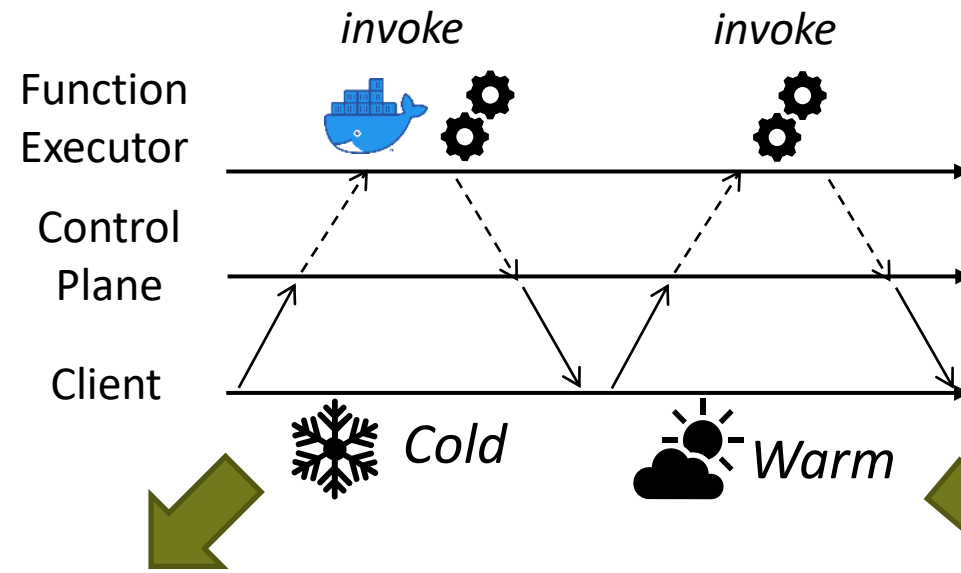 invoke
invoke
Function
Executor
Control
Plane
Client
Cold
Warm